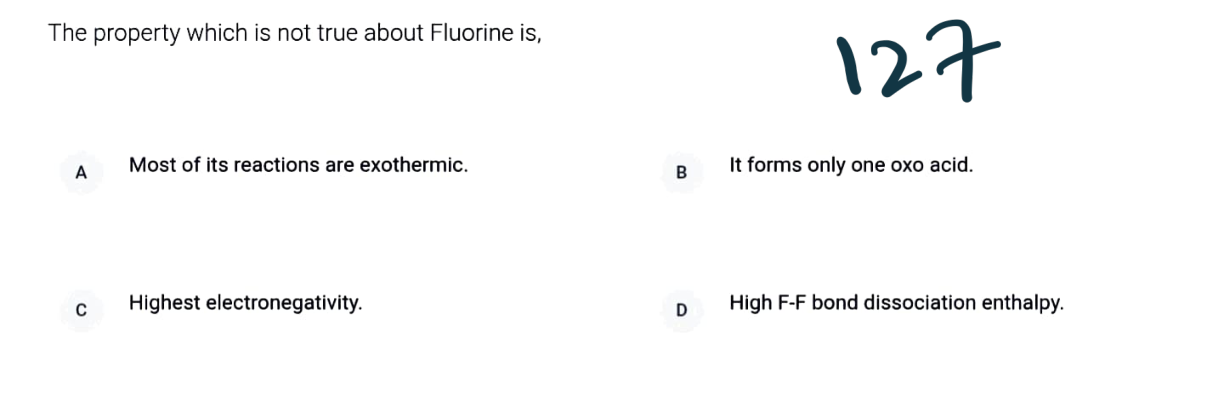 The property which is not true about Fluorine is,
127
A Most of its reactions are exothermic.
B It forms only one oxo acid.
C Highest electronegativity.
D High F-F bond dissociation enthalpy.